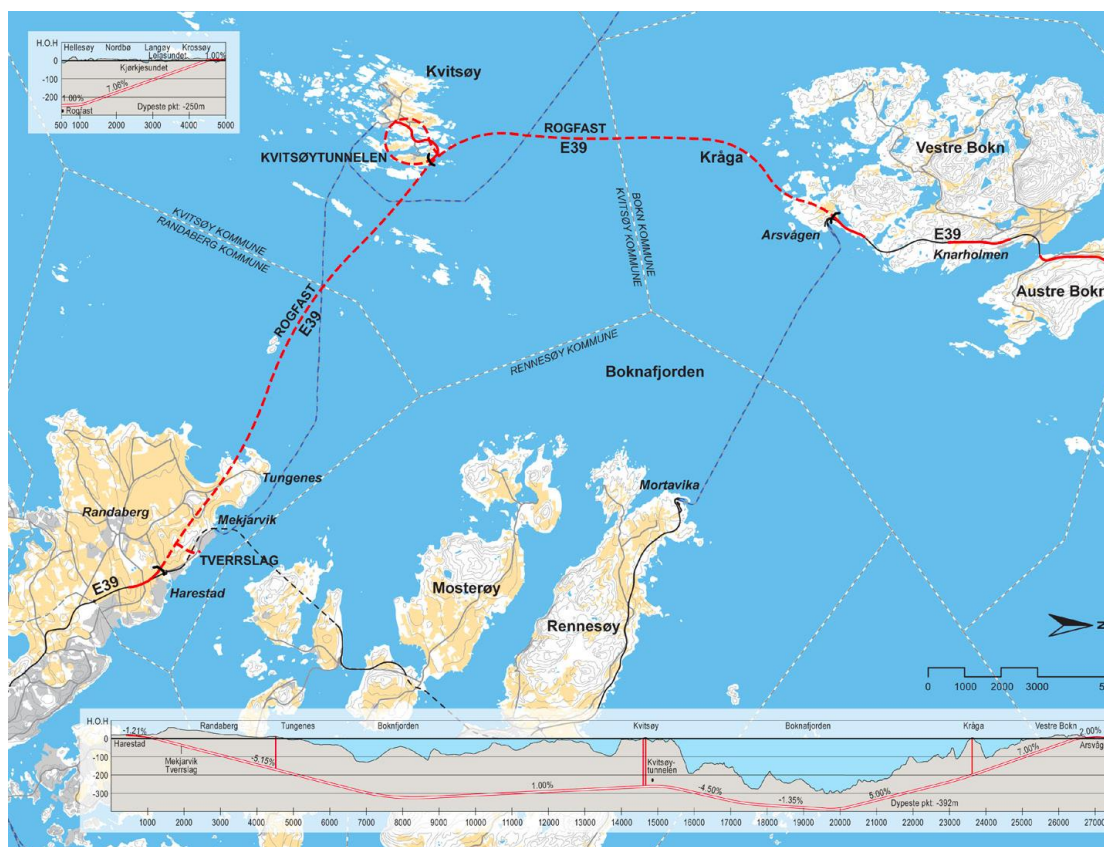 H.O.H
Hellesøy Nordbø Langøy Krossøy
Leiasundet 1.00%
Kjørkjesundet
0
-100
-200
1.00%
7.06%
Dypeste pkt: -250m
Rogfast
500 1000 2000 3000 4000 5000
Kvitsøy
KVITSØYTUNNELEN
ROGFAST
E39
Kråga
Vestre Bokn
Arsvågen
E39
Knarholmen
Austre Bokn
KVITSØY KOMMUNE
RANDABERG KOMMUNE
BOKN KOMMUNE
KVITSØY KOMMUNE
ROGFAST
E39
RENNESØY KOMMUNE
Boknafjorden
Tungenes
Randaberg
Mekjarvik
TVERRSLAG
E39
Harestad
Mortavika
Mosterøy
Rennesøy
N
0 1000 2000 3000
H.O.H
Randaberg Tungenes Boknfjorden Kvitsøy Boknafjorden Kråga Vestre Bokn
-1.21%
2.00%
0
-100
-200
-300
Harestad
Mekjarvik
Tverrslag
-5.15%
1.00%
Kvitsøy-
tunnelen
-4.50%
-1.35%
5.00%
7.00%
Dypeste pkt: -392m
1000 2000 3000 4000 5000 6000 7000 8000 9000 10000 11000 12000 13000 14000 15000 16000 17000 18000 19000 20000 21000 22000 23000 24000 25000 26000 27000